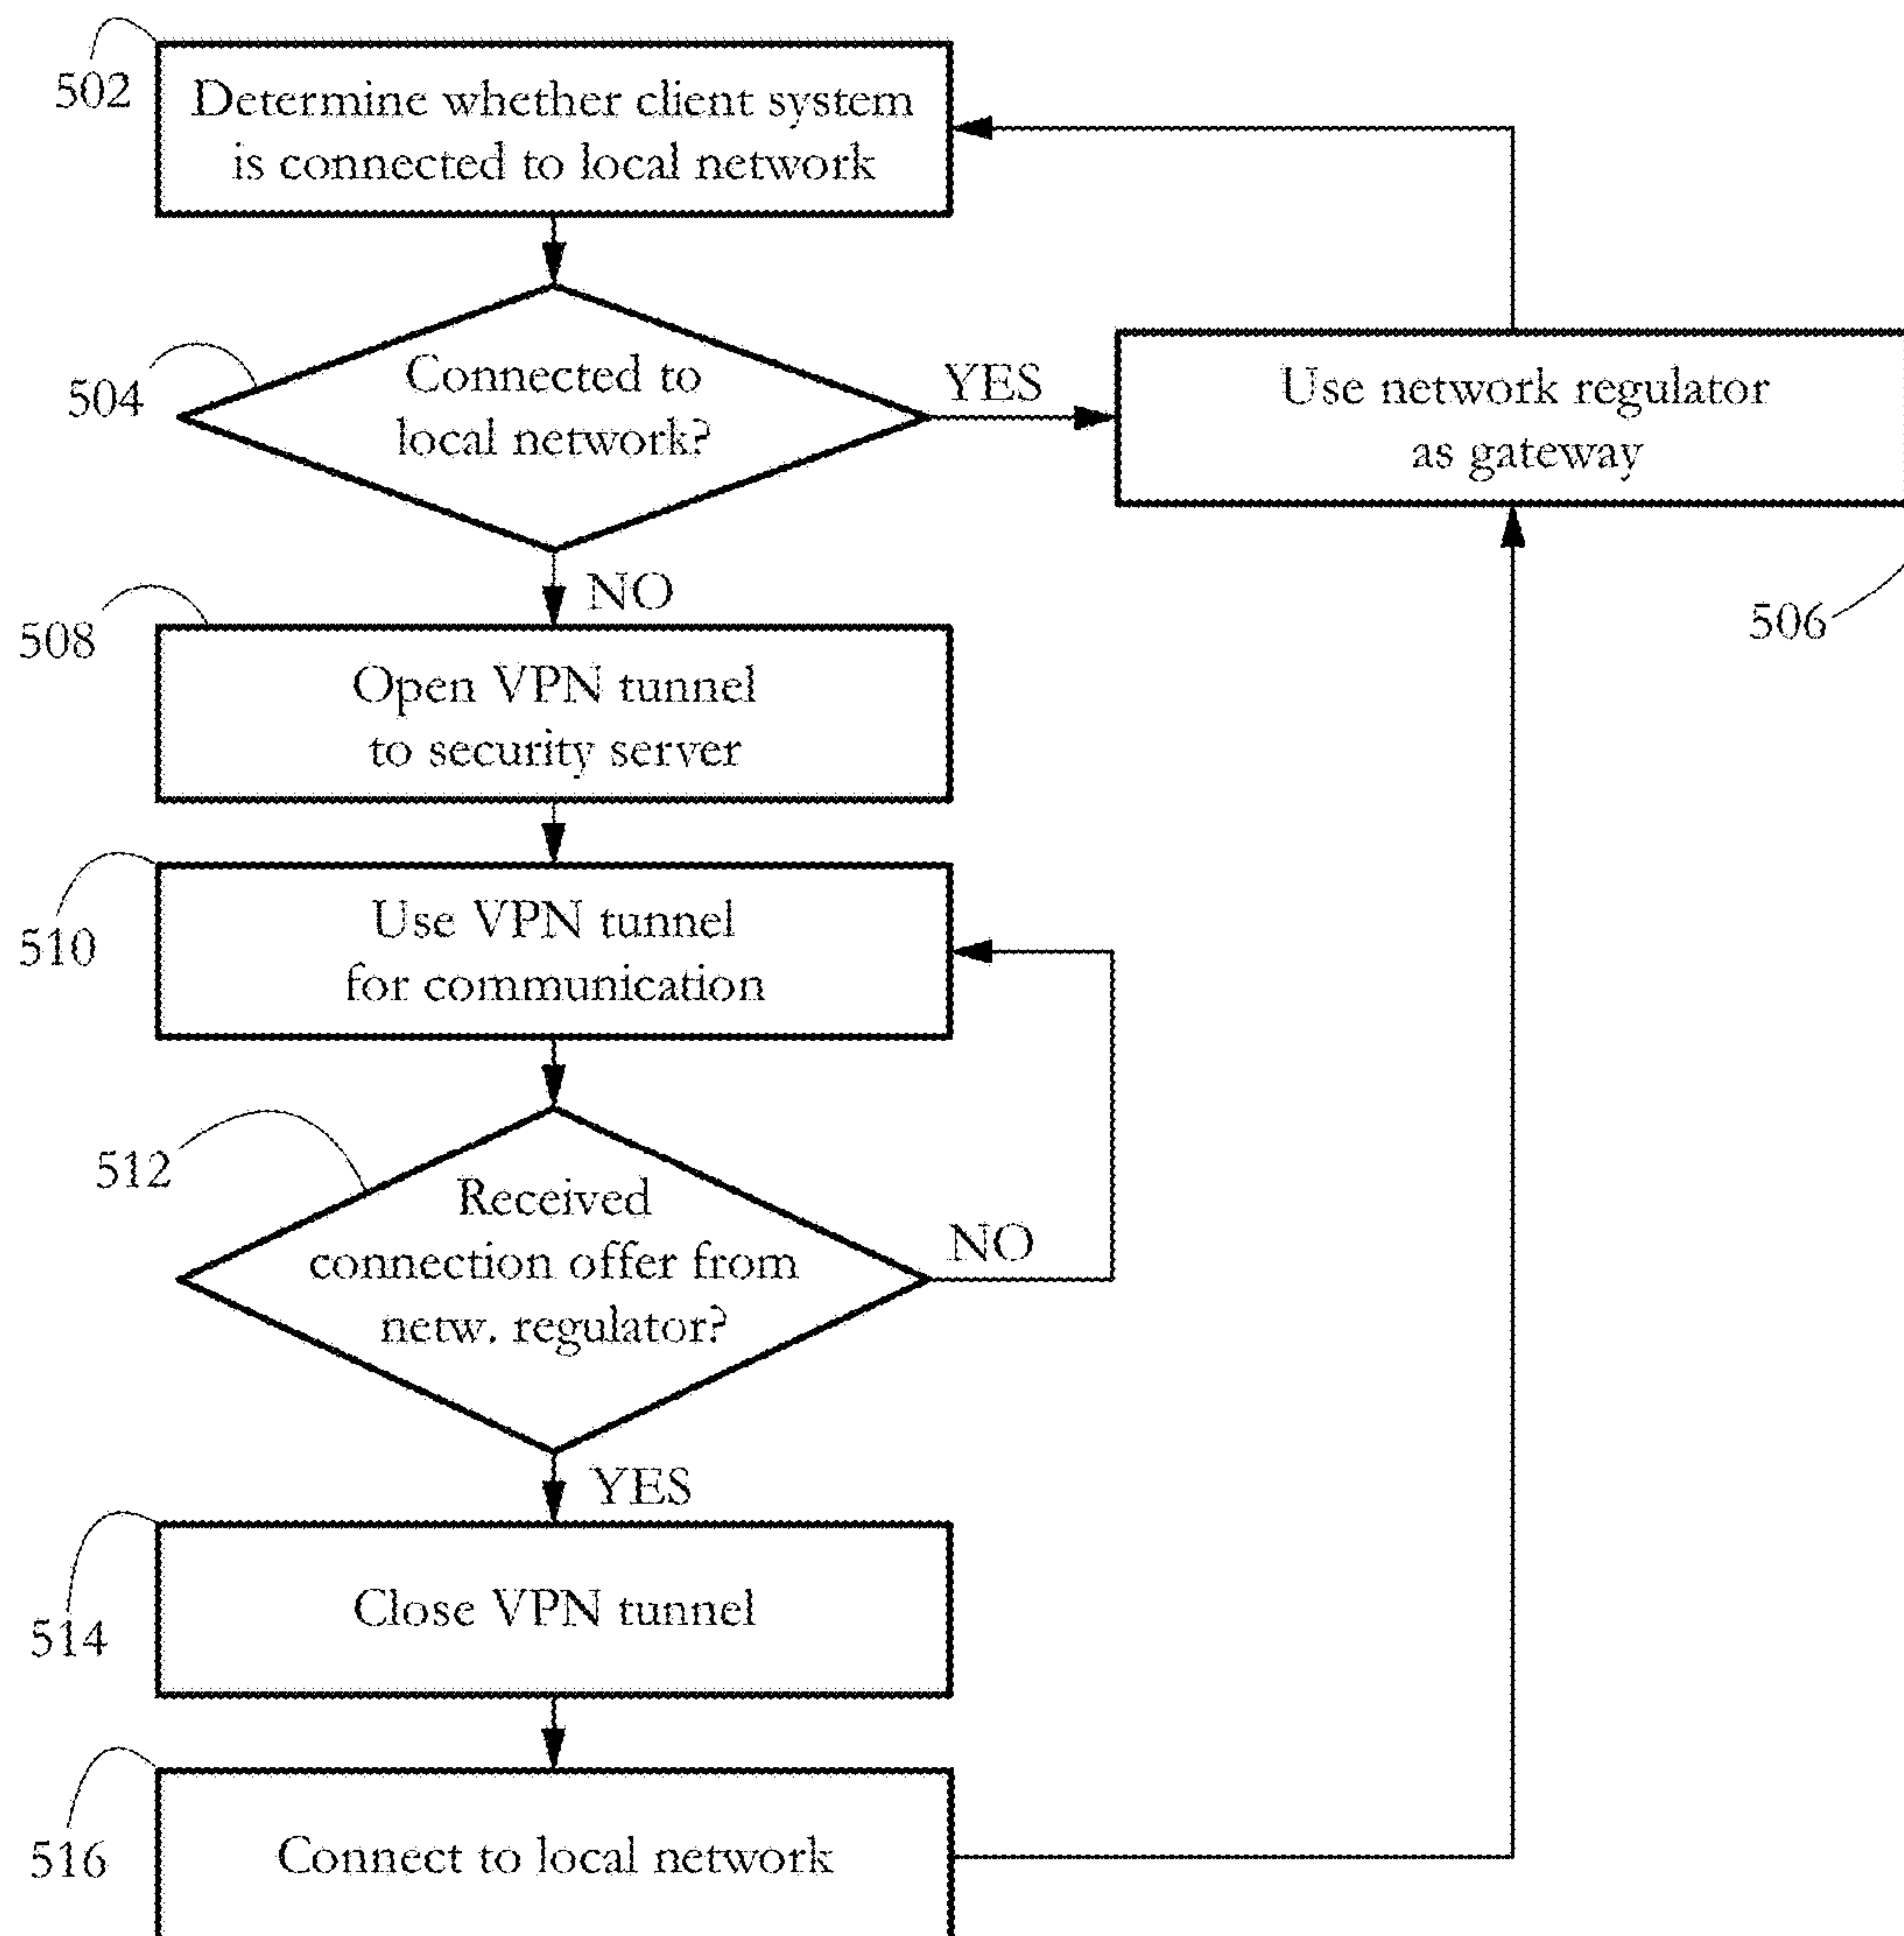 502
Determine whether client system
is connected to local network
504
Connected to
local network?
YES
Use network regulator
as gateway
506
NO
508
Open VPN tunnel
to security server
510
Use VPN tunnel
for communication
512
Received
connection offer from
netw. regulator?
NO
YES
514
Close VPN tunnel
516
Connect to local network